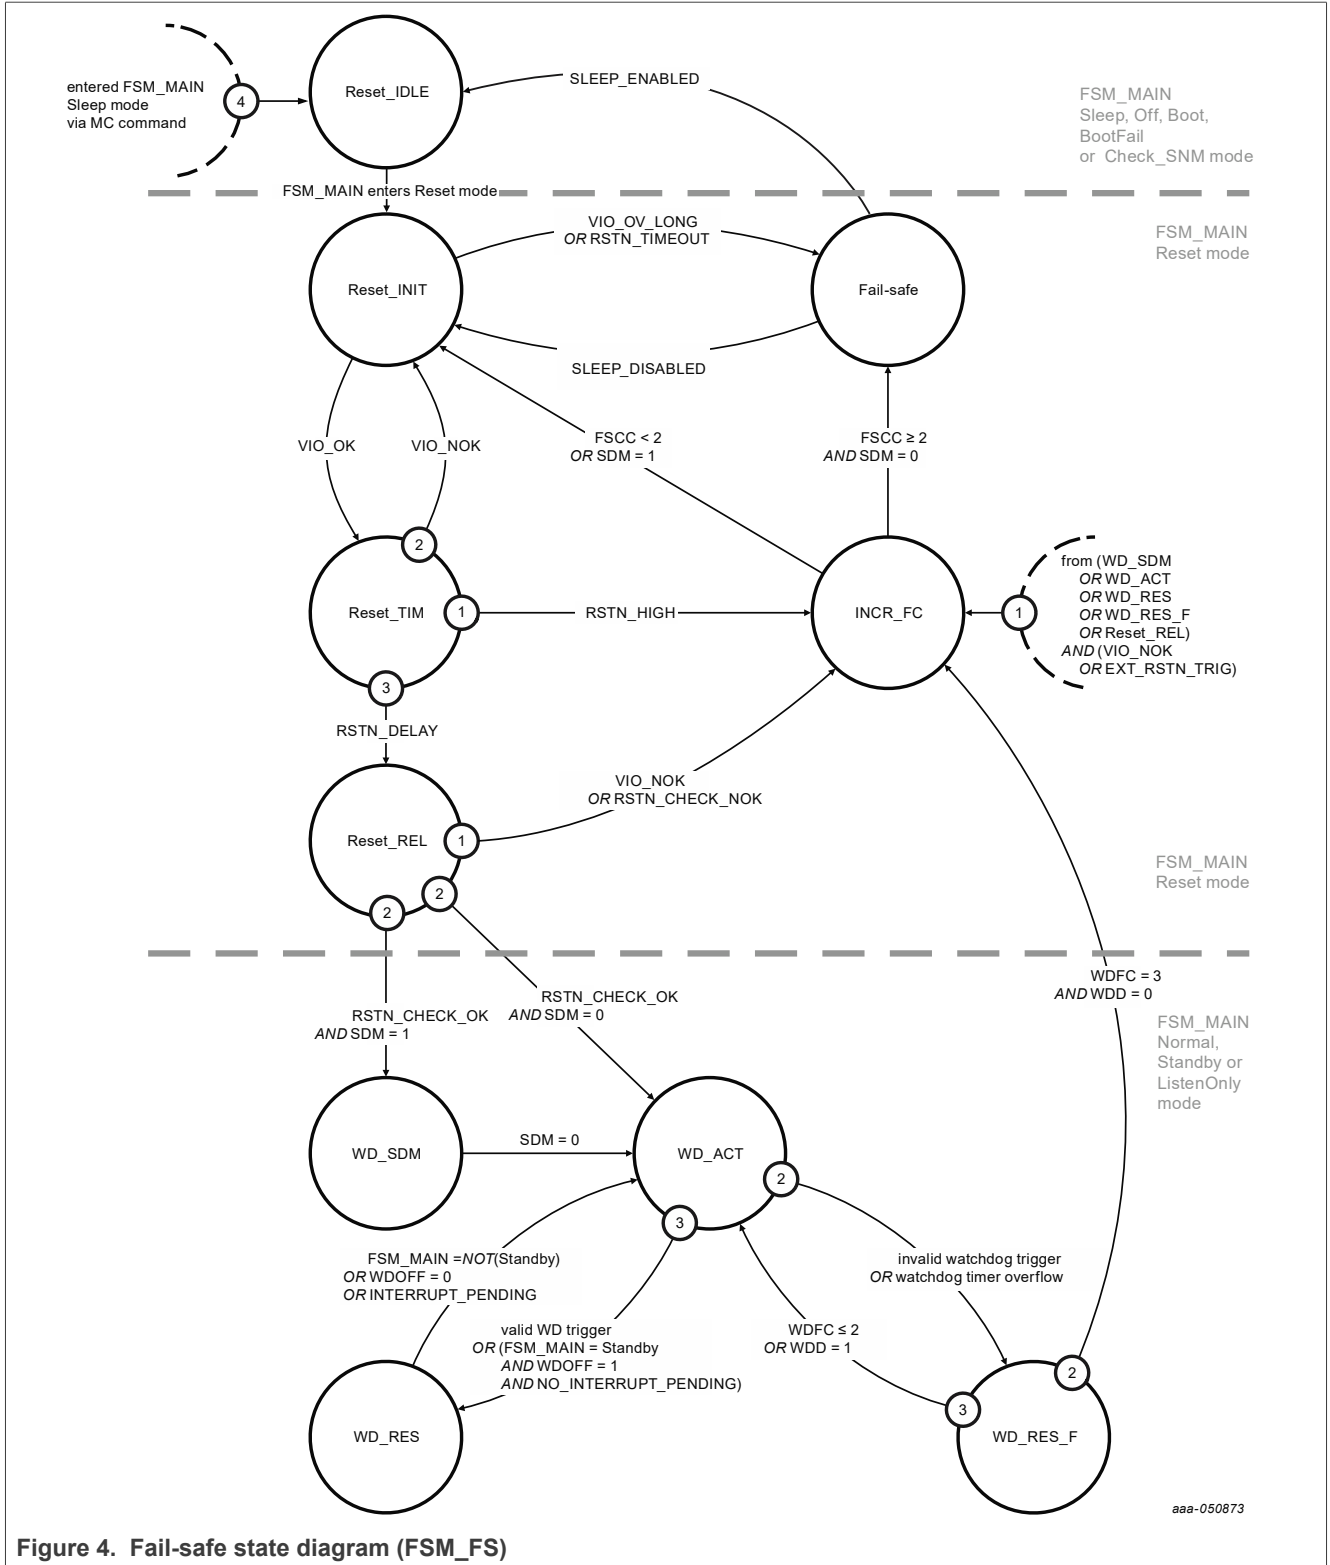 entered FSM_MAIN
Sleep mode
via MC command
4
Reset_IDLE
SLEEP_ENABLED
FSM_MAIN
Sleep, Off, Boot,
BootFail
or Check_SNM mode
FSM_MAIN enters Reset mode
VIO_OV_LONG
OR RSTN_TIMEOUT
FSM_MAIN
Reset mode
Reset_INIT
Fail-safe
SLEEP_DISABLED
VIO_OK
VIO_NOK
FSCC < 2
OR SDM = 1
FSCC ≥ 2
AND SDM = 0
2
Reset_TIM
1
RSTN_HIGH
INCR_FC
1
from (WD_SDM
OR WD_ACT
OR WD_RES
OR WD_RES_F
OR Reset_REL)
AND (VIO_NOK
OR EXT_RSTN_TRIG)
3
RSTN_DELAY
VIO_NOK
OR RSTN_CHECK_NOK
Reset_REL
1
2
2
FSM_MAIN
Reset mode
WDFC = 3
AND WDD = 0
RSTN_CHECK_OK
AND SDM = 1
RSTN_CHECK_OK
AND SDM = 0
FSM_MAIN
Normal,
Standby or
ListenOnly
mode
WD_SDM
SDM = 0
WD_ACT
2
3
FSM_MAIN =NOT(Standby)
OR WDOFF = 0
OR INTERRUPT_PENDING
invalid watchdog trigger
OR watchdog timer overflow
valid WD trigger
OR (FSM_MAIN = Standby
AND WDOFF = 1
AND NO_INTERRUPT_PENDING)
WDFC ≤ 2
OR WDD = 1
2
3
WD_RES
WD_RES_F
aaa-050873
Figure 4. Fail-safe state diagram (FSM_FS)